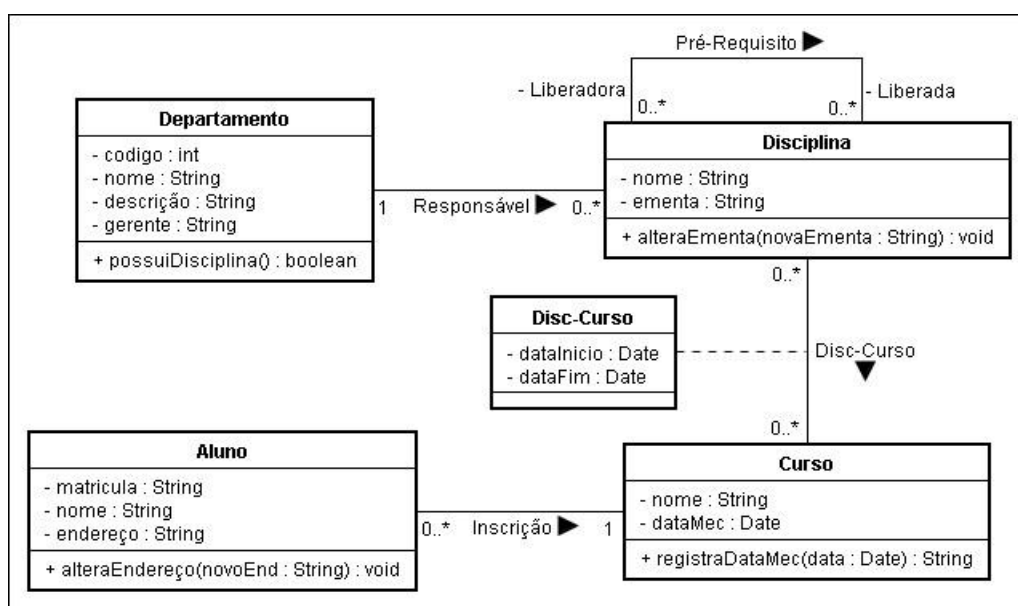 Pré-Requisito
- Liberadora
- Liberada
0..*
0..*
Departamento
- codigo : int
- nome : String
- descrição : String
- gerente : String
+ possuiDisciplina() : boolean
1
Responsável
0..*
Disciplina
- nome : String
- ementa : String
+ alteraEmenta(novaEmenta : String) : void
0..*
Disc-Curso
- dataInicio : Date
- dataFim : Date
Disc-Curso
0..*
Aluno
- matricula : String
- nome : String
- endereço : String
+ alteraEndereço(novoEnd : String) : void
0..*
Inscrição
1
Curso
- nome : String
- dataMec : Date
+ registraDataMec(data : Date) : String